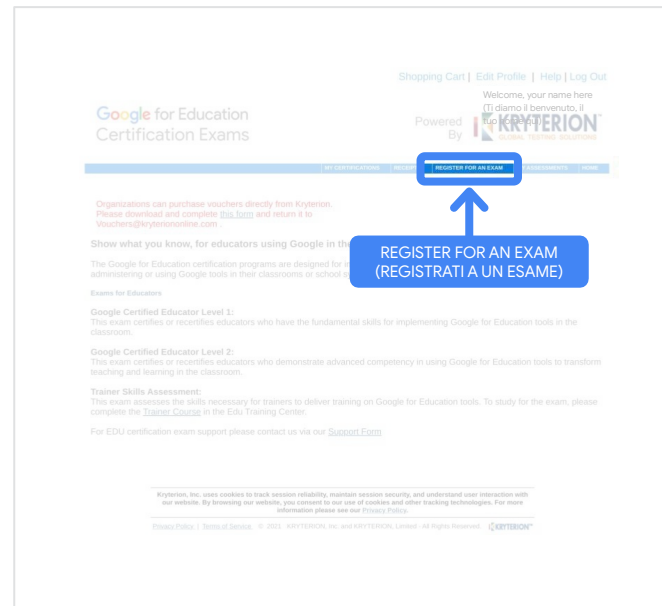 Shopping Cart | Edit Profile | Help | Log Out
Welcome, your name here
(Ti diamo il benvenuto, il
tuo nome qui)
Google for Education
Certification Exams
Powered
By
KRYTERION
GLOBAL TESTING SOLUTIONS
MY CERTIFICATIONS
REGISTER FOR AN EXAM
ASSESSMENTS
HOME
Organizations can purchase vouchers directly from Kryterion.
Please download and complete this form and return it to
Vouchers@kryteriononline.com .
Show what you know, for educators using Google in the
REGISTER FOR AN EXAM
(REGISTRATI A UN ESAME)
The Google for Education certification programs are designed for
administering or using Google tools in their classrooms or school
Exams for Educators
Google Certified Educator Level 1:
This exam certifies or recertifies educators who have the fundamental skills for implementing Google for Education tools in the
classroom.
Google Certified Educator Level 2:
This exam certifies or recertifies educators who demonstrate advanced competency in using Google for Education tools to transform
teaching and learning in the classroom.
Trainer Skills Assessment:
This exam assesses the skills necessary for trainers to deliver training on Google for Education tools. To study for the exam, please
complete the Trainer Course in the Edu Training Center.
For EDU certification exam support please contact us via our Support Form .
Kryterion, Inc. uses cookies to track session reliability, maintain session security, and understand user interaction with
our website. By browsing our website, you consent to our use of cookies and other tracking technologies. For more
information please see our Privacy Policy.
Privacy Policy | Terms of Service © 2021 KRYTERION, Inc. and KRYTERION, Limited - All Rights Reserved. KRYTERION™